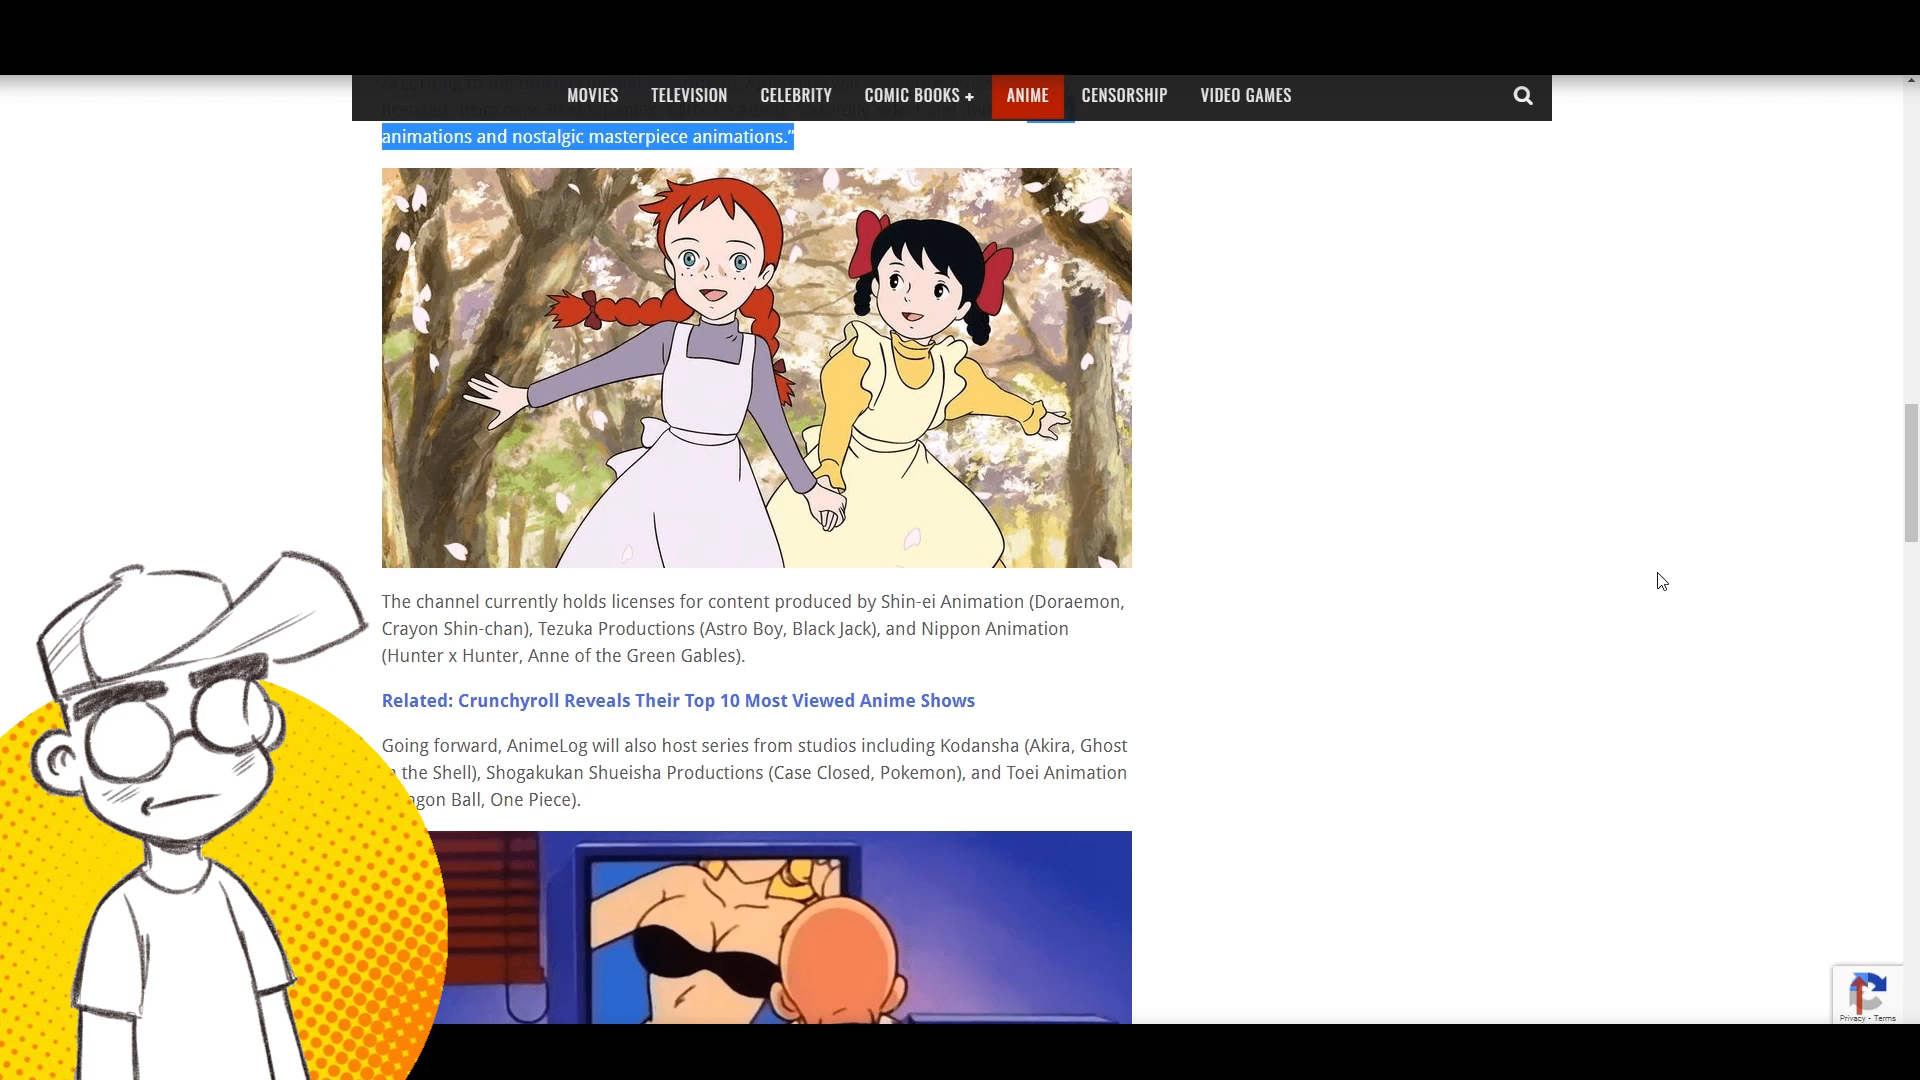 MOVIES TELEVISION CELEBRITY COMIC BOOKS + ANIME CENSORSHIP VIDEO GAMES
animations and nostalgic masterpiece animations.”
The channel currently holds licenses for content produced by Shin-ei Animation (Doraemon,
Crayon Shin-chan), Tezuka Productions (Astro Boy, Black Jack), and Nippon Animation
(Hunter x Hunter, Anne of the Green Gables).
Related: Crunchyroll Reveals Their Top 10 Most Viewed Anime Shows
Going forward, AnimeLog will also host series from studios including Kodansha (Akira, Ghost
the Shell), Shogakukan Shueisha Productions (Case Closed, Pokemon), and Toei Animation
Ball, One Piece).
Privacy - Terms